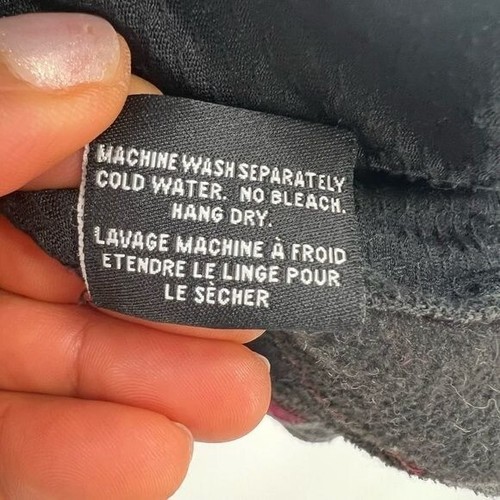 MACHINE WASH SEPARATELY
COLD WATER. NO BLEACH.
HANG DRY.
LAVAGE MACHINE À FROID
ETENDRE LE LINGE POUR
LE SÈCHER